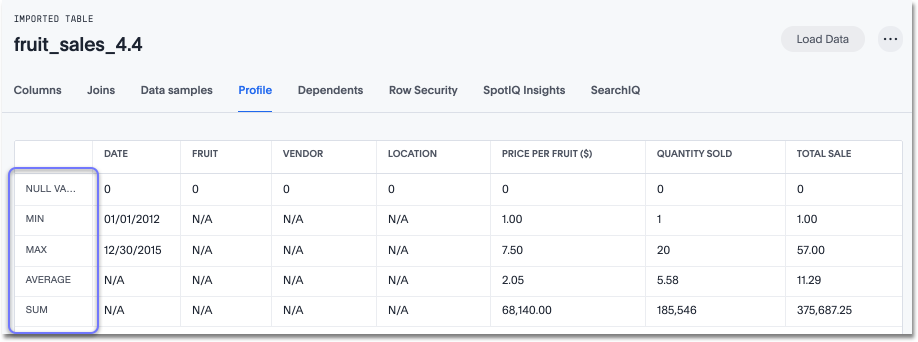 IMPORTED TABLE
fruit_sales_4.4
Load Data
Columns Joins Data samples Profile Dependents Row Security SpotIQ Insights SearchIQ
DATE FRUIT VENDOR LOCATION PRICE PER FRUIT ($) QUANTITY SOLD TOTAL SALE
NULL VA... 0 0 0 0 0 0 0
MIN 01/01/2012 N/A N/A N/A 1.00 1 1.00
MAX 12/30/2015 N/A N/A N/A 7.50 20 57.00
AVERAGE N/A N/A N/A N/A 2.05 5.58 11.29
SUM N/A N/A N/A N/A 68,140.00 185,546 375,687.25